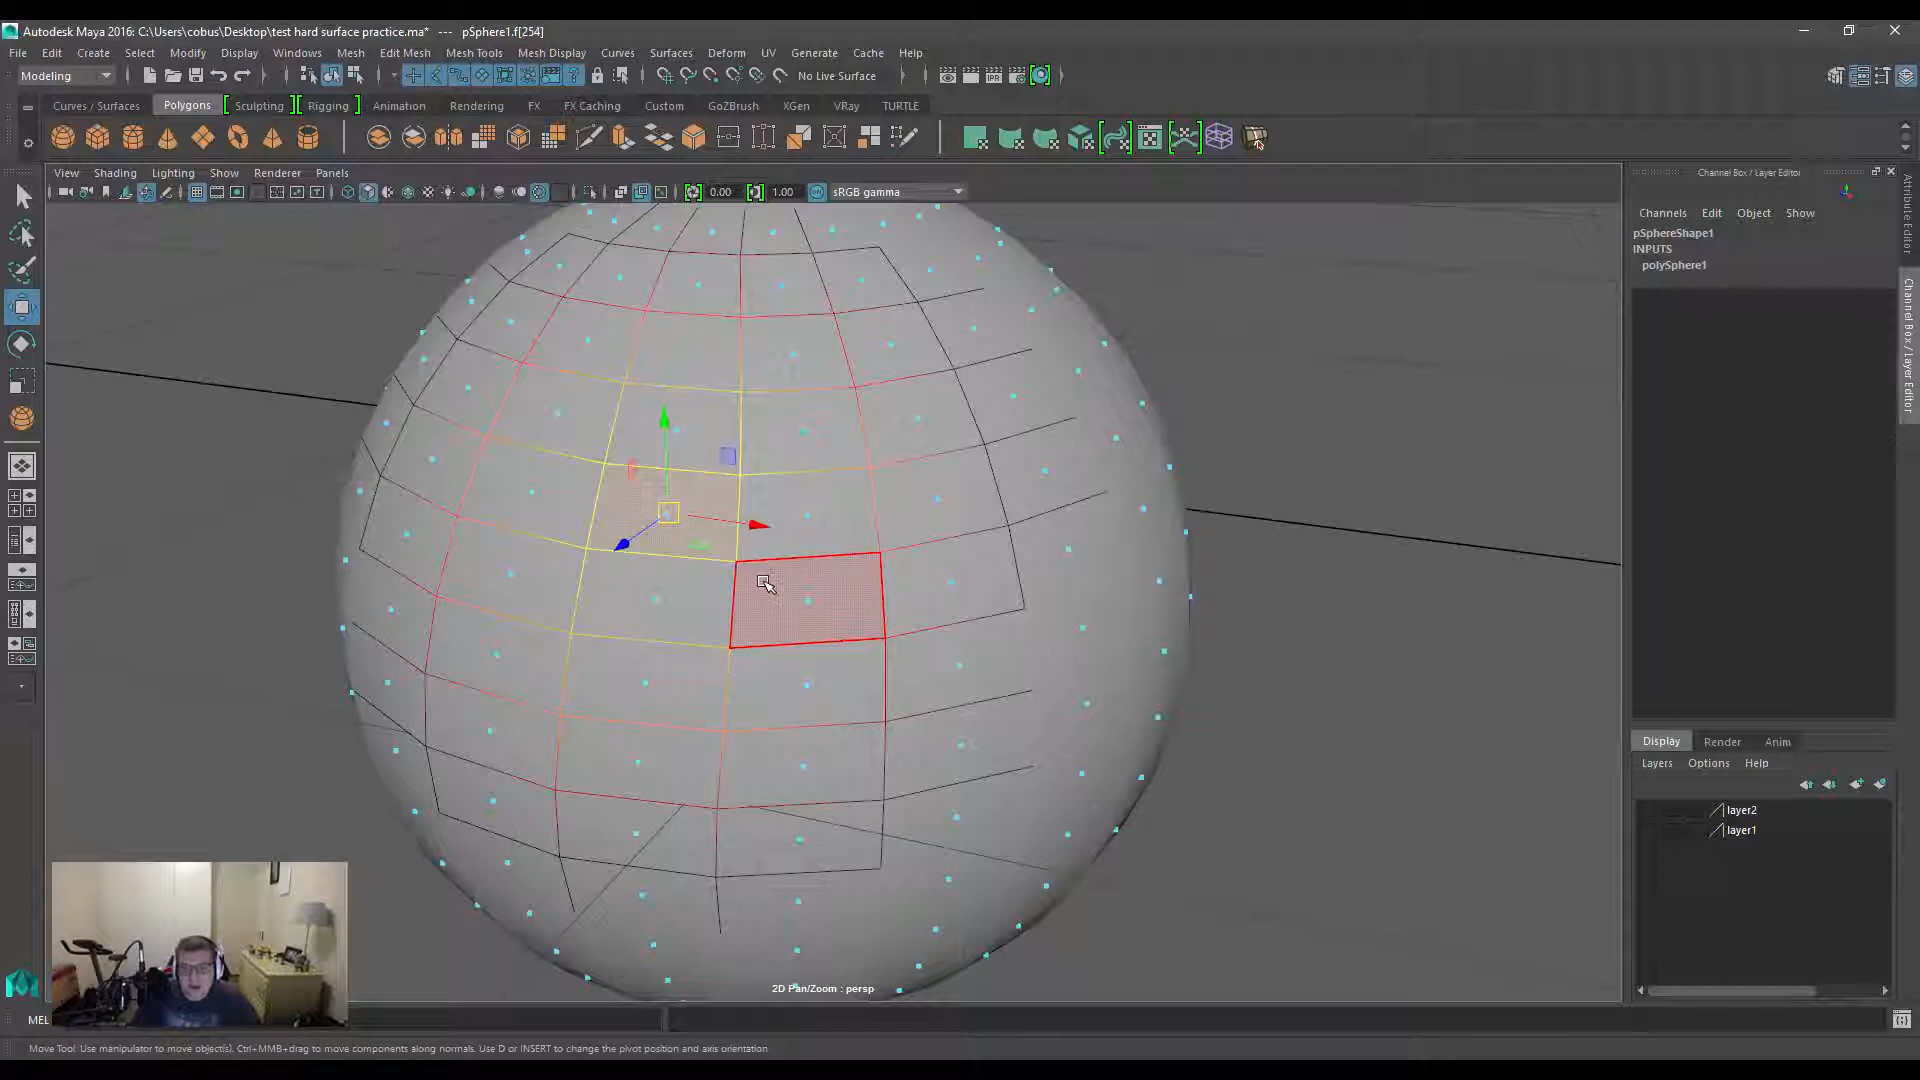 Autodesk Maya 2016: C:\Users\cobus\Desktop\test hard surface practice.ma*   ---   pSphere1.f[254]
File Edit Create Select Modify Display Windows Mesh Edit Mesh Mesh Tools Mesh Display Curves Surfaces Deform UV Generate Cache Help
Modeling No Live Surface
Curves / Surfaces Polygons Sculpting Rigging Animation Rendering FX FX Caching Custom GoZBrush XGen VRay TURTLE
View Shading Lighting Show Renderer Panels
0.00 1.00 sRGB gamma
Channel Box / Layer Editor
Channels Edit Object Show
pSphereShape1
INPUTS
polySphere1
Attribute Editor
Channel Box / Layer Editor
Display Render Anim
Layers Options Help
layer2
layer1
2D Pan/Zoom : persp
MEL
Move Tool: Use manipulator to move object(s). Ctrl+MMB+drag to move components along normals. Use D or INSERT to change the pivot position and axis orientation